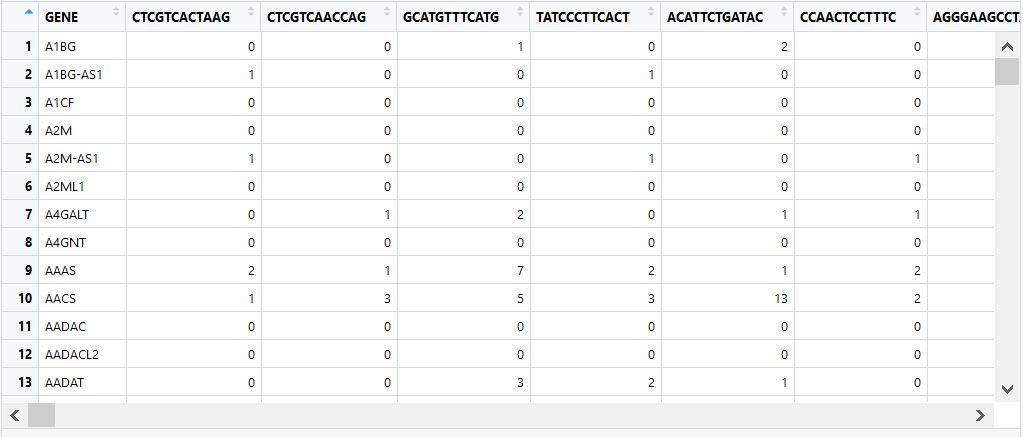 GENE CTCGTCACTAAG CTCGTCAACCAG GCATGTTTCATG TATCCCTTCACT ACATTCTGATAC CCAACTCCTTTC AGGGAAGCCT
1 A1BG 0 0 1 0 2 0
2 A1BG-AS1 1 0 0 1 0 0
3 A1CF 0 0 0 0 0 0
4 A2M 0 0 0 0 0 0
5 A2M-AS1 1 0 0 1 0 1
6 A2ML1 0 0 0 0 0 0
7 A4GALT 0 1 2 0 1 1
8 A4GNT 0 0 0 0 0 0
9 AAAS 2 1 7 2 1 2
10 AACS 1 3 5 3 13 2
11 AADAC 0 0 0 0 0 0
12 AADACL2 0 0 0 0 0 0
13 AADAT 0 0 3 2 1 0